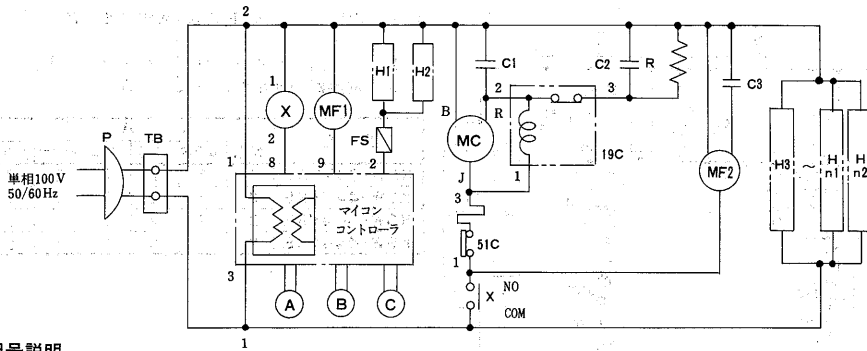 2
1
X
2
8
MF1
9
H1
H2
FS
2
B
C1
2
R
MC
J
3
1
51C
X
NO
COM
3
C2
R
19C
1
C3
MF2
H3
～
H
n1
H
n2
P
TB
単相100V
50/60Hz
1
3
マイコン
コントローラ
A
B
C
1